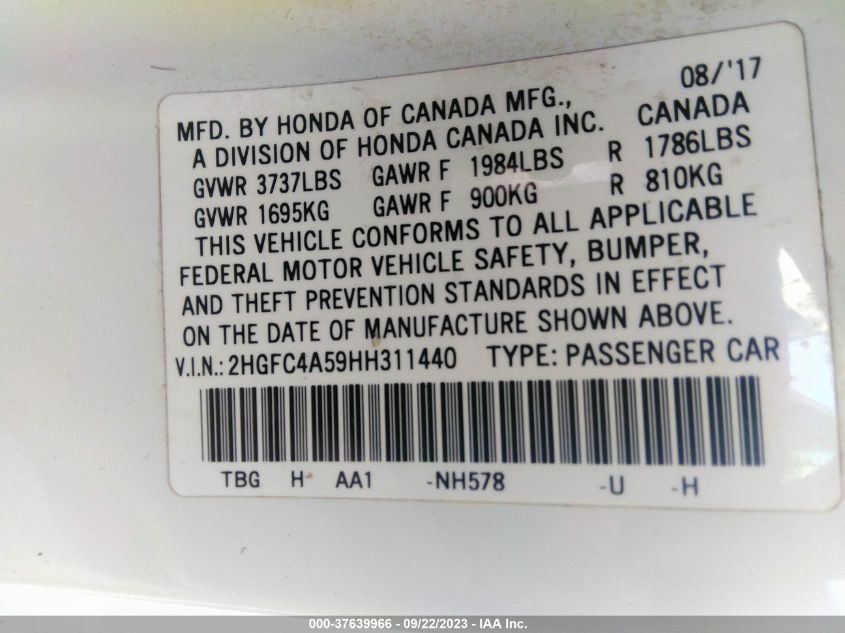 08/'17
MFD. BY HONDA OF CANADA MFG., CANADA
A DIVISION OF HONDA CANADA INC.
GVWR 3737LBS GAWR F 1984LBS R 1786LBS
GVWR 1695KG GAWR F 900KG R 810KG
THIS VEHICLE CONFORMS TO ALL APPLICABLE
FEDERAL MOTOR VEHICLE SAFETY, BUMPER,
AND THEFT PREVENTION STANDARDS IN EFFECT
ON THE DATE OF MANUFACTURE SHOWN ABOVE.
V.I.N.: 2HGFC4A59HH311440 TYPE: PASSENGER CAR
TBG H AA1 -NH578 -U -H
000-37639966 - 09/22/2023 - IAA Inc.